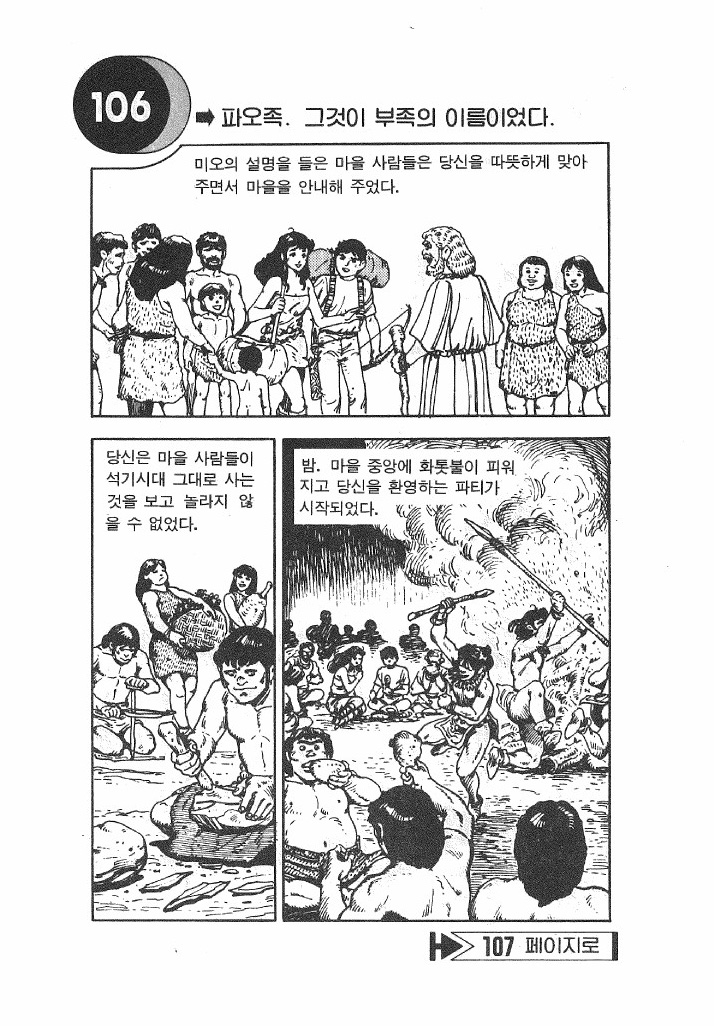 106
➡ 파오족. 그것이 부족의 이름이었다.
미오의 설명을 들은 마을 사람들은 당신을 따뜻하게 맞아
주면서 마을을 안내해 주었다.
당신은 마을 사람들이
석기시대 그대로 사는
것을 보고 놀라지 않
을 수 없었다.
밤. 마을 중앙에 화톳불이 피워
지고 당신을 환영하는 파티가
시작되었다.
107 페이지로